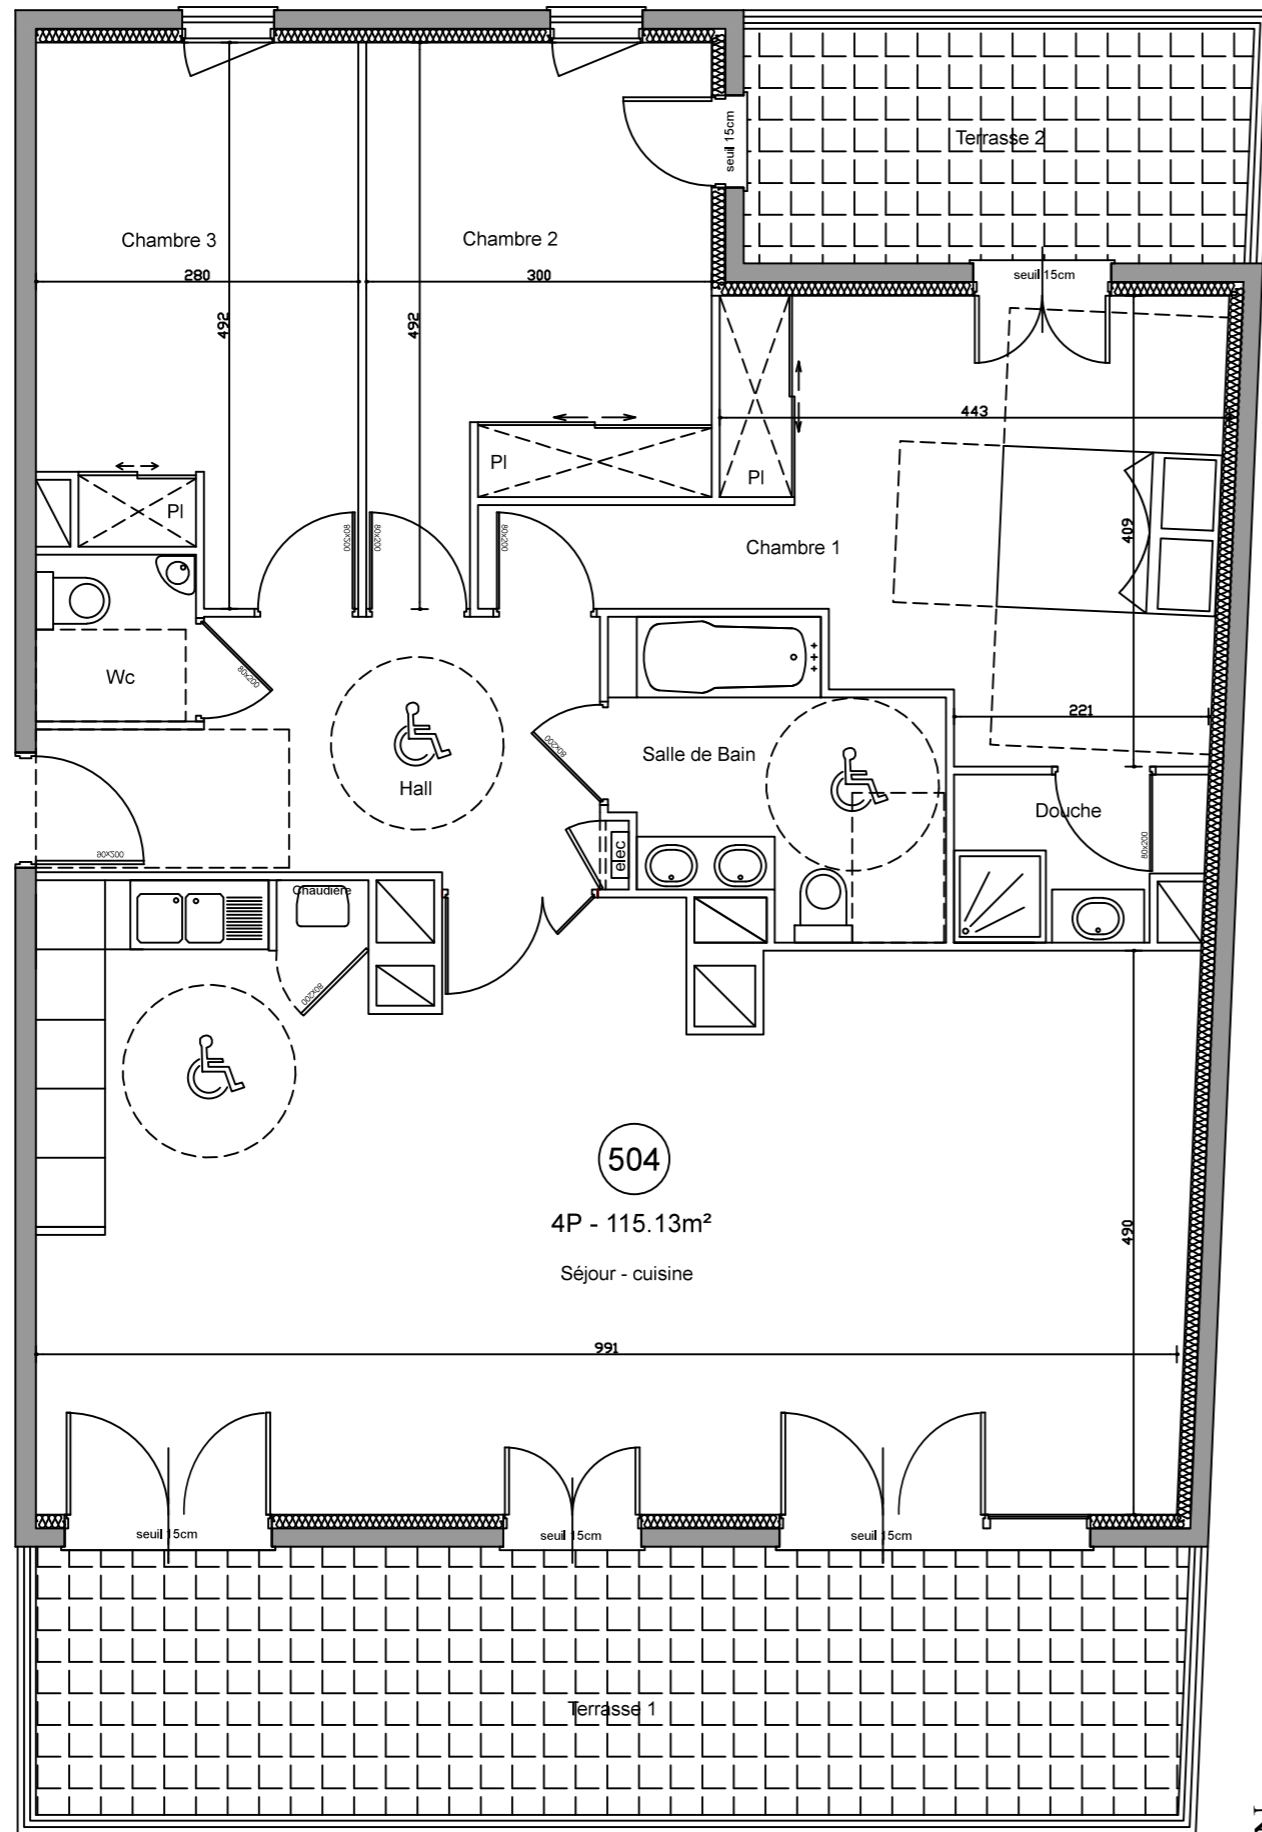 Terrasse 2
seuil 15cm
Chambre 3
Chambre 2
280
300
seuil 15cm
492
492
443
Pl
Pl
Pl
80x200
80x200
80x200
Chambre 1
409
Wc
80x200
221
Salle de Bain
80x200
Hall
Douche
80x200
90x200
elec
Chaudière
80x200
504
4P - 115.13m²
490
Séjour - cuisine
991
seuil 15cm
seuil 15cm
seuil 15cm
Terrasse 1
N